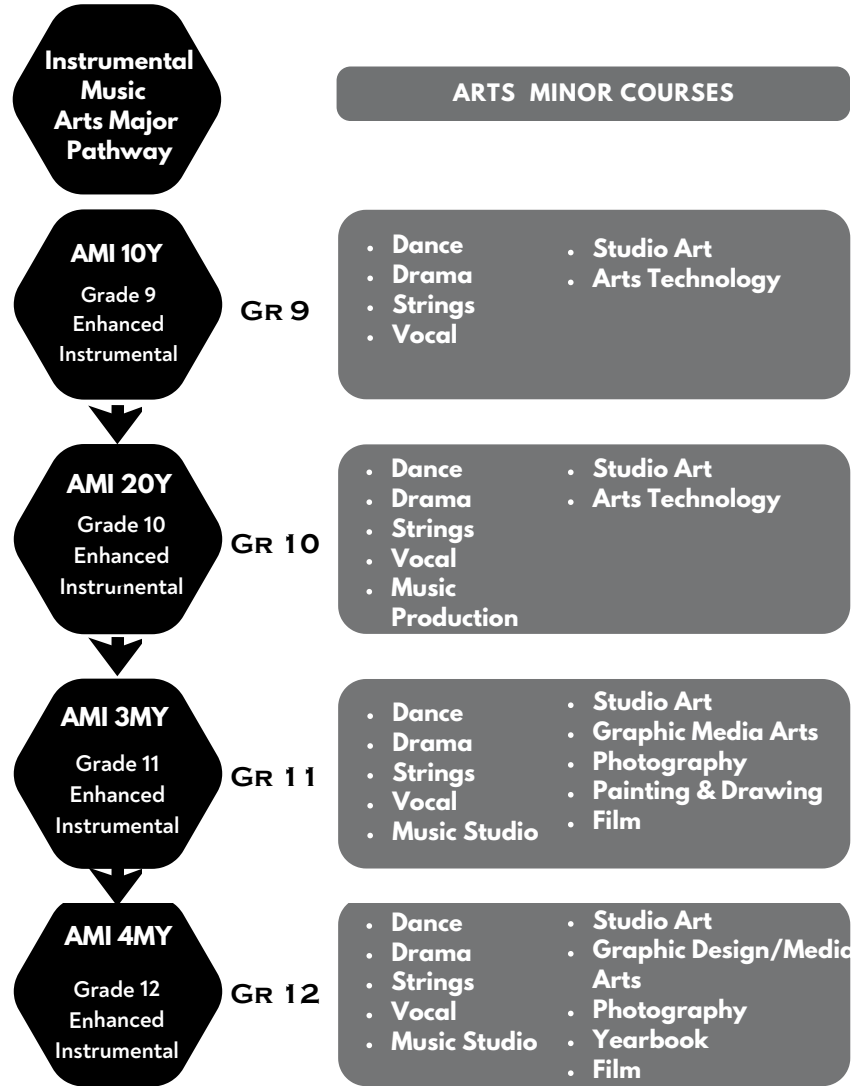 Instrumental
Music
Arts Major
Pathway
ARTS MINOR COURSES
AMI 10Y
Grade 9
Enhanced
Instrumental
GR 9
• Dance
• Drama
• Strings
• Vocal
• Studio Art
• Arts Technology
AMI 20Y
Grade 10
Enhanced
Instrumental
GR 10
• Dance
• Drama
• Strings
• Vocal
• Music
Production
• Studio Art
• Arts Technology
AMI 3MY
Grade 11
Enhanced
Instrumental
GR 11
• Dance
• Drama
• Strings
• Vocal
• Music Studio
• Studio Art
• Graphic Media Arts
• Photography
• Painting & Drawing
• Film
AMI 4MY
Grade 12
Enhanced
Instrumental
GR 12
• Dance
• Drama
• Strings
• Vocal
• Music Studio
• Studio Art
• Graphic Design/Media
Arts
• Photography
• Yearbook
• Film